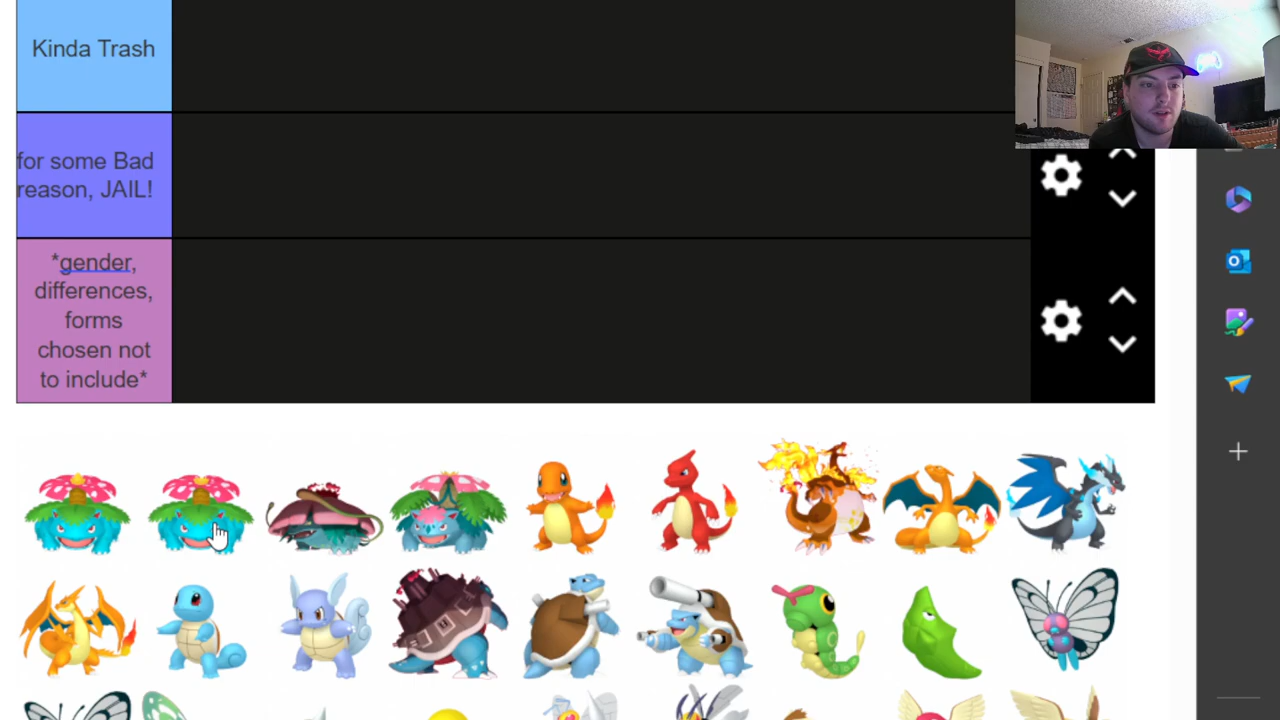 Kinda Trash
for some Bad
reason, JAIL!
*gender,
differences,
forms
chosen not
to include*